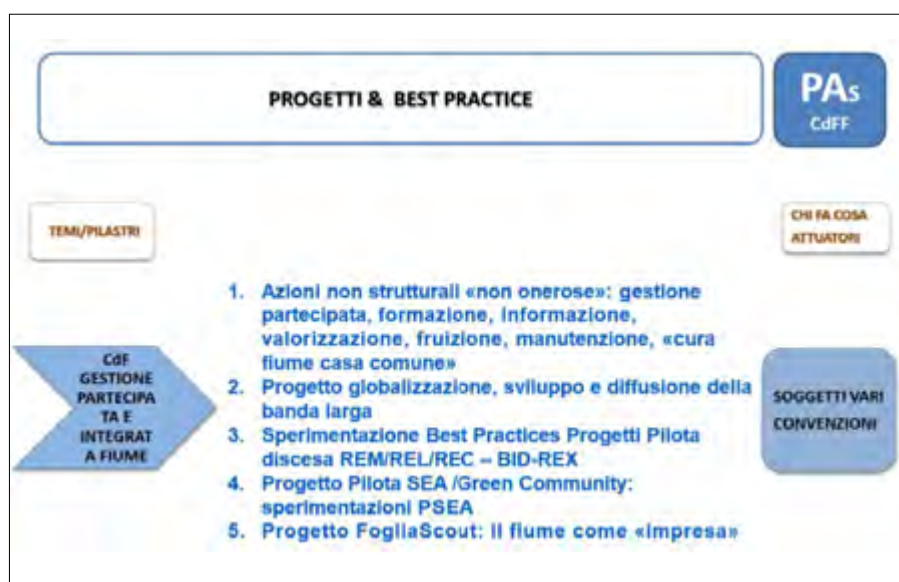 PROGETTI & BEST PRACTICE
PAs
CdFF
TEMI/PILASTRI
CHI FA COSA
ATTUATORI
CdF
GESTIONE
PARTECIPA
TA E
INTEGRAT
A FIUME
1. Azioni non strutturali «non onerose»: gestione
partecipata, formazione, Informazione,
valorizzazione, fruizione, manutenzione, «cura
fiume casa comune»
2. Progetto globalizzazione, sviluppo e diffusione della
banda larga
3. Sperimentazione Best Practices Progetti Pilota
discesa REM/REL/REC – BID-REX
4. Progetto Pilota SEA /Green Community:
sperimentazioni PSEA
5. Progetto FogliaScout: Il fiume come «impresa»
SOGGETTI VARI
CONVENZIONI